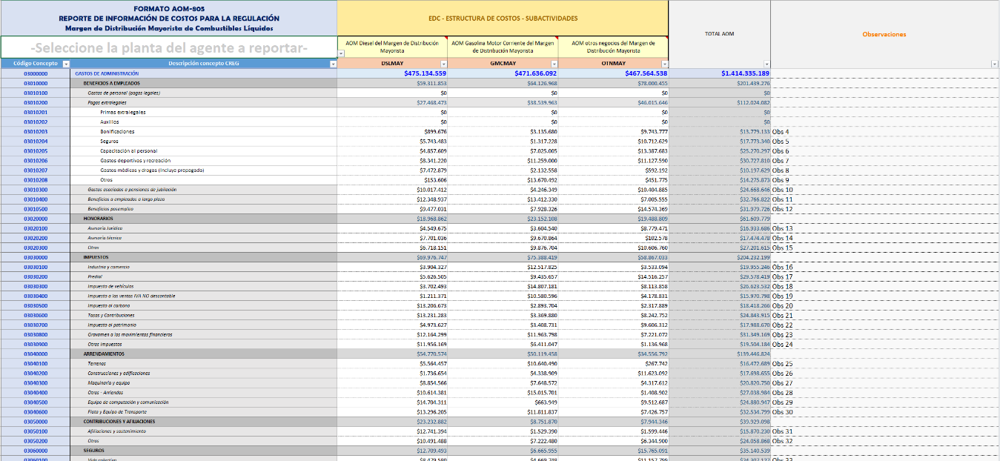 FORMATO AOM-805
REPORTE DE INFORMACIÓN DE COSTOS PARA LA REGULACIÓN
Margen de Distribución Mayorista de Combustibles Líquidos
EDC - ESTRUCTURA DE COSTOS - SUBACTIVIDADES
TOTAL AOM
Observaciones
-Seleccione la planta del agente a reportar-
AOM Diesel del Margen de Distribución Mayorista
AOM Gasolina Motor Corriente del Margen de Distribución Mayorista
AOM otros negocios del Margen de Distribución Mayorista
Código Concepto Descripción concepto CREG DSLMAY GMCMAY OTNMAY
03000000 GASTOS DE ADMINISTRACIÓN $475.134.559 $471.636.092 $467.564.538 $1.414.335.189
03010000 BENEFICIOS A EMPLEADOS $59.311.853 $64.126.968 $78.000.455 $201.439.276
03010100 Gastos de personal (pagos legales) $0 $0 $0 $0
03010200 Pagos extralegales $27.468.473 $38.539.963 $46.015.646 $112.024.082
03010201 Primas extralegales $0 $0 $0 $0
03010202 Auxilios $0 $0 $0 $0
03010203 Bonificaciones $899.676 $3.135.680 $9.743.777 $13.779.133 Obs 4
03010204 Seguros $5.743.483 $1.317.228 $10.712.629 $17.773.340 Obs 5
03010205 Capacitación al personal $4.857.609 $7.025.005 $13.387.683 $25.270.297 Obs 6
03010206 Gastos deportivos y recreación $8.341.220 $11.259.000 $11.127.590 $30.727.810 Obs 7
03010207 Gastos médicos y drogas (Incluye prepagada) $7.472.879 $2.132.558 $592.192 $10.197.629 Obs 8
03010208 Otros $153.606 $13.670.492 $451.775 $14.275.873 Obs 9
03010300 Gastos asociados a pensiones de jubilación $10.017.412 $4.246.349 $10.404.885 $24.668.646 Obs 10
03010400 Beneficios a empleados a largo plazo $12.348.937 $13.412.330 $7.005.555 $32.766.822 Obs 11
03010500 Beneficios posempleo $9.477.031 $7.928.326 $14.574.369 $31.979.726 Obs 12
03020000 HONORARIOS $18.968.862 $23.152.108 $19.488.809 $61.609.779
03020100 Asesoría Jurídica $4.549.675 $3.604.540 $8.779.471 $16.933.686 Obs 13
03020200 Asesoría técnica $7.701.036 $9.670.864 $102.578 $17.474.478 Obs 14
03020300 Otros $6.718.151 $9.876.704 $10.606.760 $27.201.615 Obs 15
03030000 IMPUESTOS $69.976.747 $75.388.419 $58.867.033 $204.232.199
03030100 Industria y comercio $3.904.327 $12.517.825 $3.533.094 $19.955.246 Obs 16
03030200 Predial $5.626.505 $9.435.657 $14.516.257 $29.578.419 Obs 17
03030300 Impuesto de vehículos $3.702.493 $14.807.181 $8.113.858 $26.623.532 Obs 18
03030400 Impuesto a las ventas IVA NO descontable $1.211.371 $10.580.596 $4.178.831 $15.970.798 Obs 19
03030500 Impuesto al carbono $13.206.673 $2.893.704 $2.317.889 $18.418.266 Obs 20
03030600 Tasas y Contribuciones $13.231.283 $3.369.880 $8.242.752 $24.843.915 Obs 21
03030700 Impuesto al patrimonio $4.973.627 $3.408.731 $9.606.312 $17.988.670 Obs 22
03030800 Gravamen a los movimientos financieros $12.164.299 $11.963.798 $7.221.072 $31.349.169 Obs 23
03030900 Otros impuestos $11.956.169 $6.411.047 $1.136.968 $19.504.184 Obs 24
03040000 ARRENDAMIENTOS $54.770.574 $50.119.458 $34.556.792 $139.446.824
03040100 Terrenos $5.564.457 $10.640.490 $267.742 $16.472.689 Obs 25
03040200 Construcciones y edificaciones $1.736.654 $4.338.909 $11.623.092 $17.698.655 Obs 26
03040300 Maquinaria y equipo $8.854.566 $7.648.572 $4.317.612 $20.820.750 Obs 27
03040400 Otros - Arriendos $10.614.381 $15.015.701 $1.408.902 $27.038.984 Obs 28
03040500 Equipo de computación y comunicación $14.704.311 $663.949 $9.512.687 $24.880.947 Obs 29
03040600 Flota y Equipo de Transporte $13.296.205 $11.811.837 $7.426.757 $32.534.799 Obs 30
03050000 CONTRIBUCIONES Y AFILIACIONES $23.232.882 $8.751.870 $7.944.346 $39.929.098
03050100 Afiliaciones y sostenimiento $12.741.394 $1.529.390 $1.599.446 $15.870.230 Obs 31
03050200 Otros $10.491.488 $7.222.480 $6.344.900 $24.058.868 Obs 32
03060000 SEGUROS $12.709.493 $6.665.955 $15.765.091 $35.140.539
03060100 Vida colectivo $8.479.580 $4.669.748 $11.157.799 $24.307.127 Obs 33